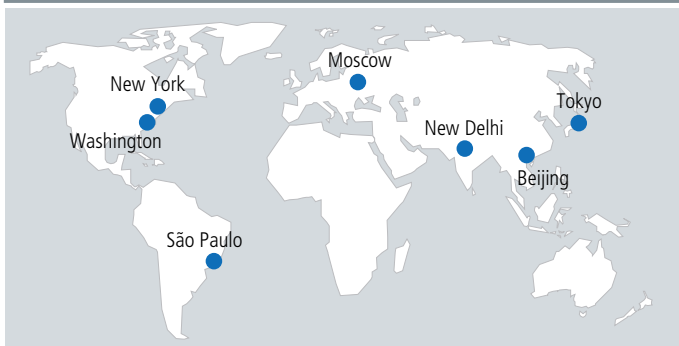 Moscow
New York
Tokyo
New Delhi
Washington
Beijing
São Paulo